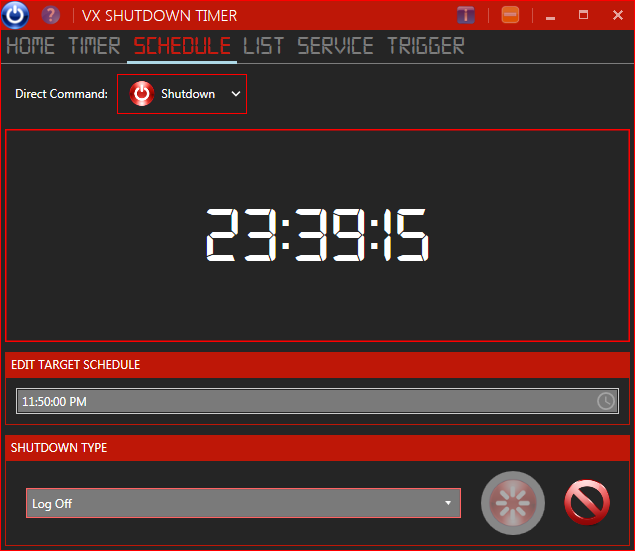 VX SHUTDOWN TIMER
HOME TIMER SCHEDULE LIST SERVICE TRIGGER
Direct Command: Shutdown
23:39:15
EDIT TARGET SCHEDULE
11:50:00 PM
SHUTDOWN TYPE
Log Off